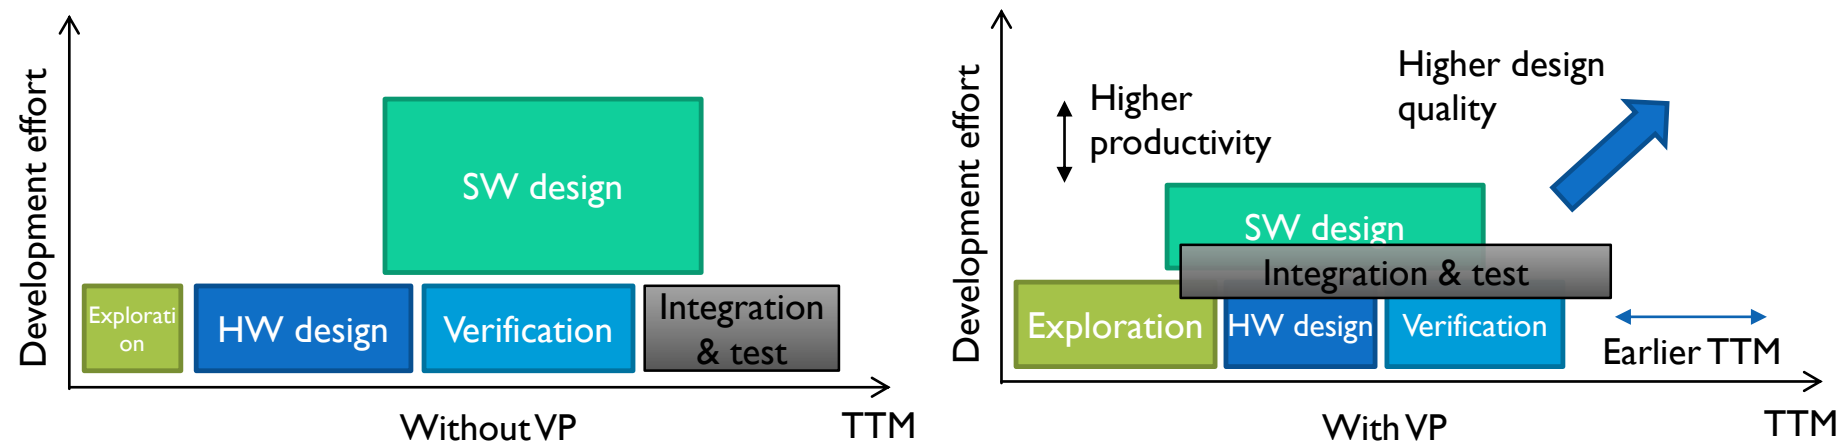 Development effort
SW design
Explorati
on
HW design
Verification
Integration
& test
Without VP
TTM
Development effort
Higher
productivity
Higher design
quality
SW design
Integration & test
Exploration
HW design
Verification
Earlier TTM
With VP
TTM